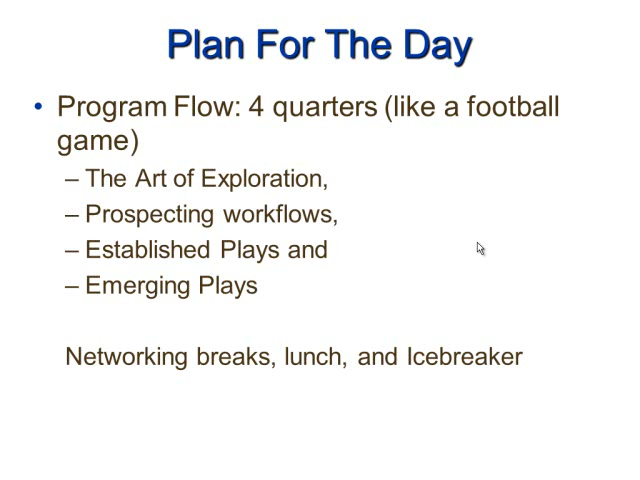 Plan For The Day
• Program Flow: 4 quarters (like a football
game)
– The Art of Exploration,
– Prospecting workflows,
– Established Plays and
– Emerging Plays
Networking breaks, lunch, and Icebreaker